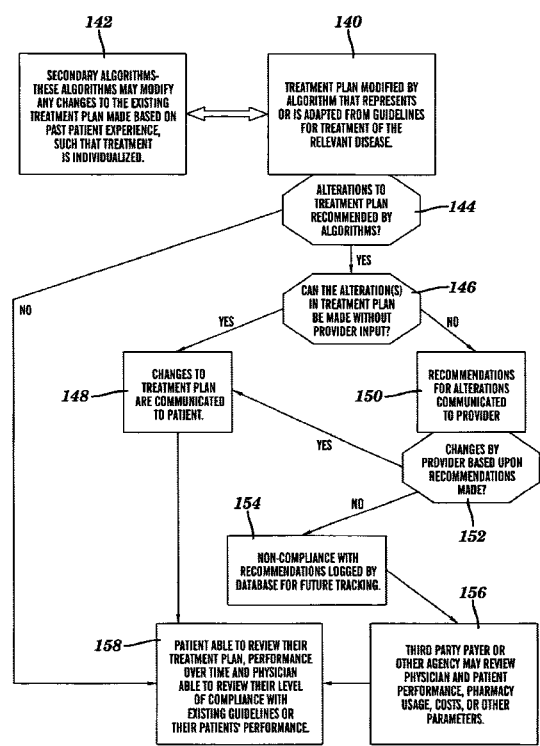 142
140
SECONDARY ALGORITHMS-
THESE ALGORITHMS MAY MODIFY
ANY CHANGES TO THE EXISTING
TREATMENT PLAN MADE BASED ON
PAST PATIENT EXPERIENCE,
SUCH THAT TREATMENT
IS INDIVIDUALIZED.
TREATMENT PLAN MODIFIED BY
ALGORITHM THAT REPRESENTS
OR IS ADAPTED FROM GUIDELINES
FOR TREATMENT OF THE
RELEVANT DISEASE.
ALTERATIONS TO
TREATMENT PLAN
RECOMMENDED BY
ALGORITHMS?
144
YES
NO
CAN THE ALTERATION(S)
IN TREATMENT PLAN
BE MADE WITHOUT
PROVIDER INPUT?
146
YES
NO
148
CHANGES TO
TREATMENT PLAN
ARE COMMUNICATED
TO PATIENT.
150
RECOMMENDATIONS
FOR ALTERATIONS
COMMUNICATED
TO PROVIDER
YES
CHANGES BY
PROVIDER BASED UPON
RECOMMENDATIONS
MADE?
152
NO
154
NON-COMPLIANCE WITH
RECOMMENDATIONS LOGGED BY
DATABASE FOR FUTURE TRACKING.
156
158
PATIENT ABLE TO REVIEW THEIR
TREATMENT PLAN, PERFORMANCE
OVER TIME AND PHYSICIAN
ABLE TO REVIEW THEIR LEVEL
OF COMPLIANCE WITH
EXISTING GUIDELINES OR
THEIR PATIENTS' PERFORMANCE.
THIRD PARTY PAYER OR
OTHER AGENCY MAY REVIEW
PHYSICIAN AND PATIENT
PERFORMANCE, PHARMACY
USAGE, COSTS, OR OTHER
PARAMETERS.